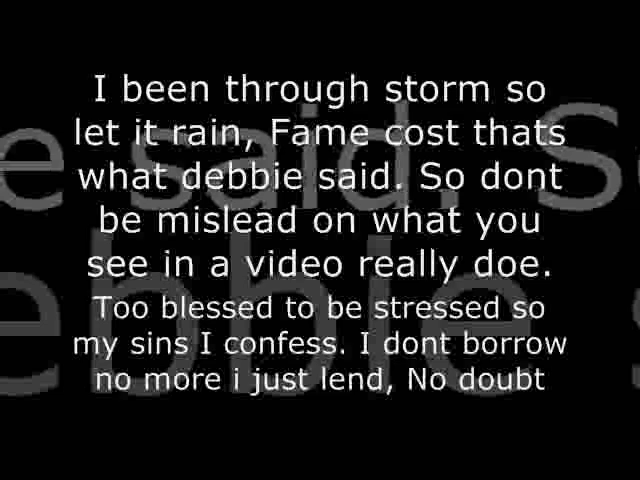 I been through storm so
let it rain, Fame cost thats
what debbie said. So dont
be mislead on what you
see in a video really doe.
Too blessed to be stressed so
my sins I confess. I dont borrow
no more i just lend, No doubt